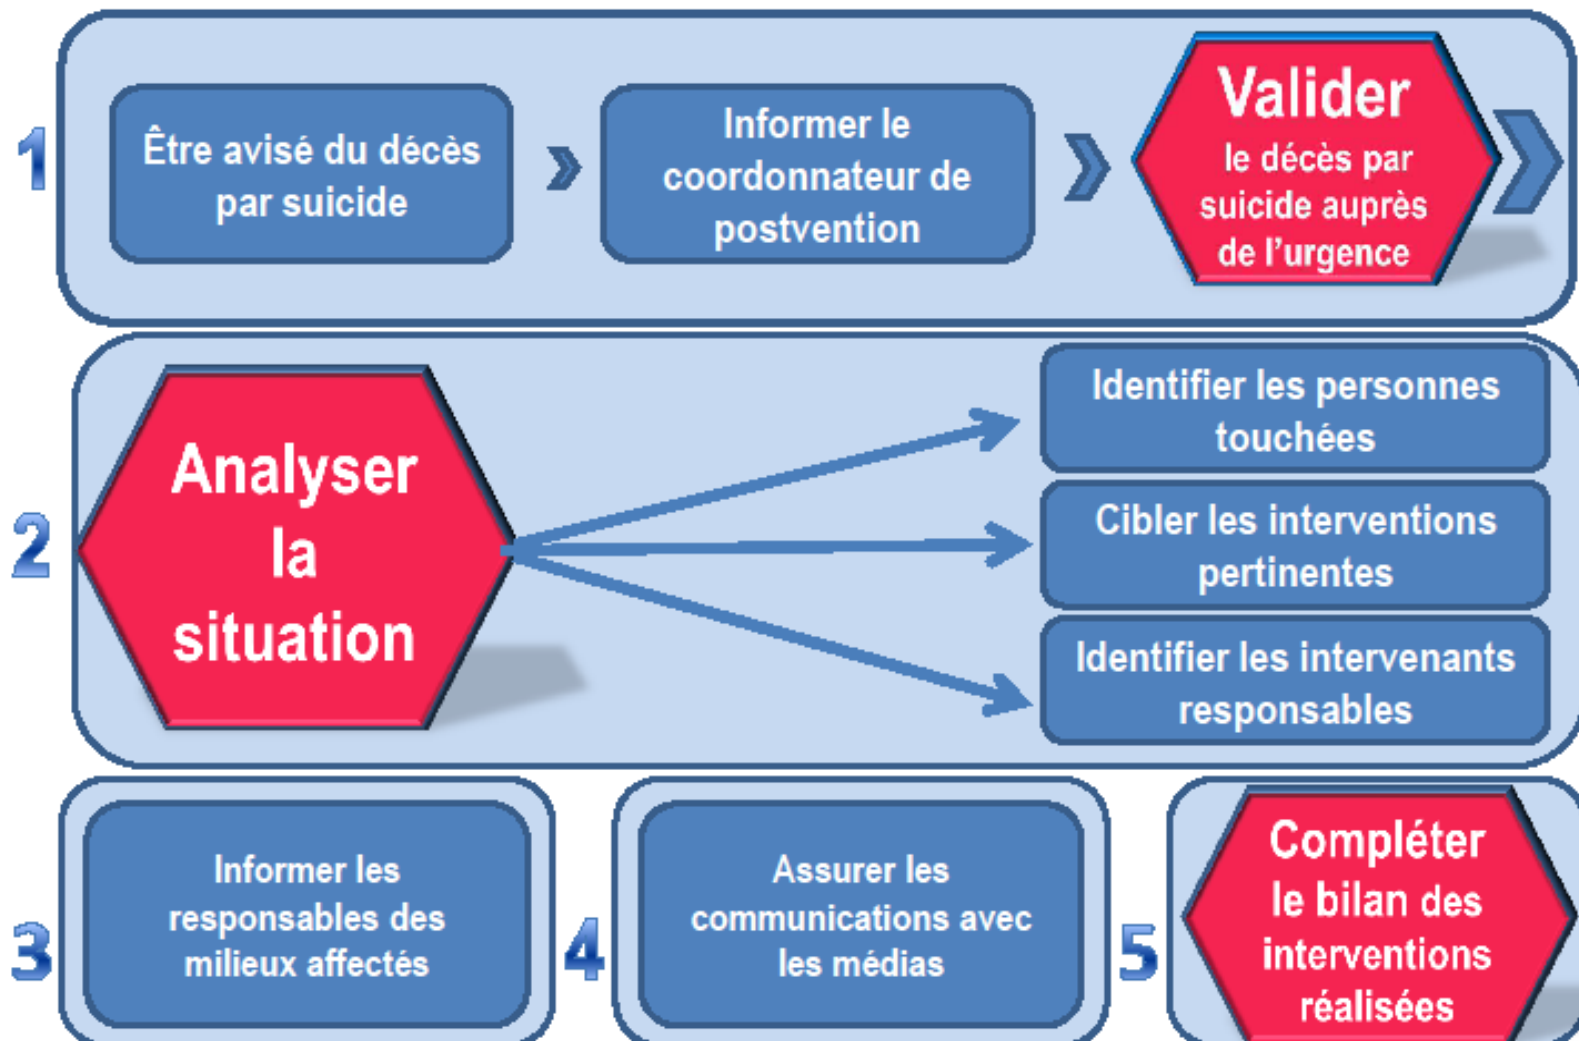 1
Être avisé du décès
par suicide
Informer le
coordonnateur de
postvention
Valider
le décès par
suicide auprès
de l'urgence
2
Analyser
la
situation
Identifier les personnes
touchées
Cibler les interventions
pertinentes
Identifier les intervenants
responsables
3
Informer les
responsables des
milieux affectés
4
Assurer les
communications avec
les médias
5
Compléter
le bilan des
interventions
réalisées